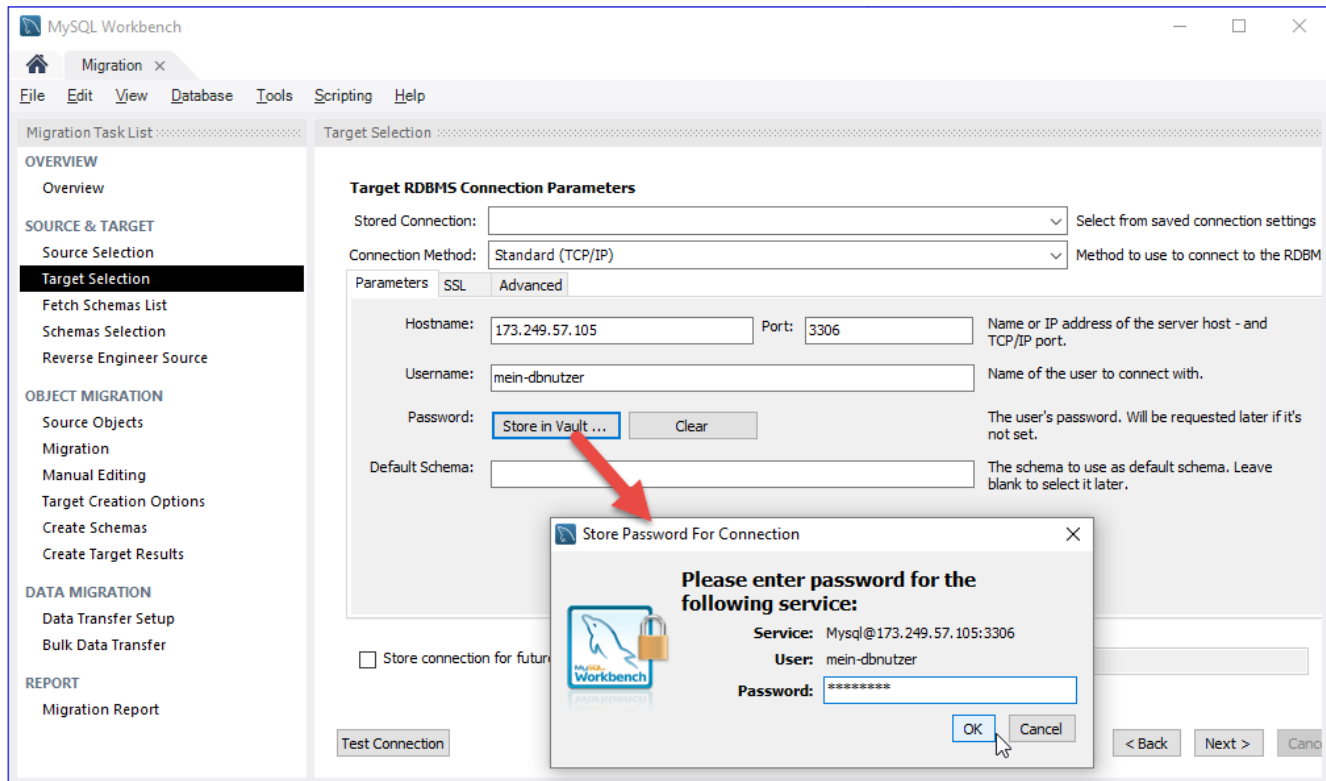 MySQL Workbench
Migration
File Edit View Database Tools Scripting Help
Migration Task List
OVERVIEW
Overview
SOURCE & TARGET
Source Selection
Target Selection
Fetch Schemas List
Schemas Selection
Reverse Engineer Source
OBJECT MIGRATION
Source Objects
Migration
Manual Editing
Target Creation Options
Create Schemas
Create Target Results
DATA MIGRATION
Data Transfer Setup
Bulk Data Transfer
REPORT
Migration Report
Target Selection
Target RDBMS Connection Parameters
Stored Connection: Select from saved connection settings
Connection Method: Standard (TCP/IP) Method to use to connect to the RDBM
Parameters SSL Advanced
Hostname: 173.249.57.105 Port: 3306 Name or IP address of the server host - and
TCP/IP port.
Username: mein-dbnutzer Name of the user to connect with.
Password: Store in Vault ... Clear The user's password. Will be requested later if it's
not set.
Default Schema: The schema to use as default schema. Leave
blank to select it later.
Store Password For Connection
Please enter password for the
following service:
Service: Mysql@173.249.57.105:3306
User: mein-dbnutzer
Password: ********
MySQL
Workbench
OK Cancel
Store connection for futur
Test Connection < Back Next > Canc